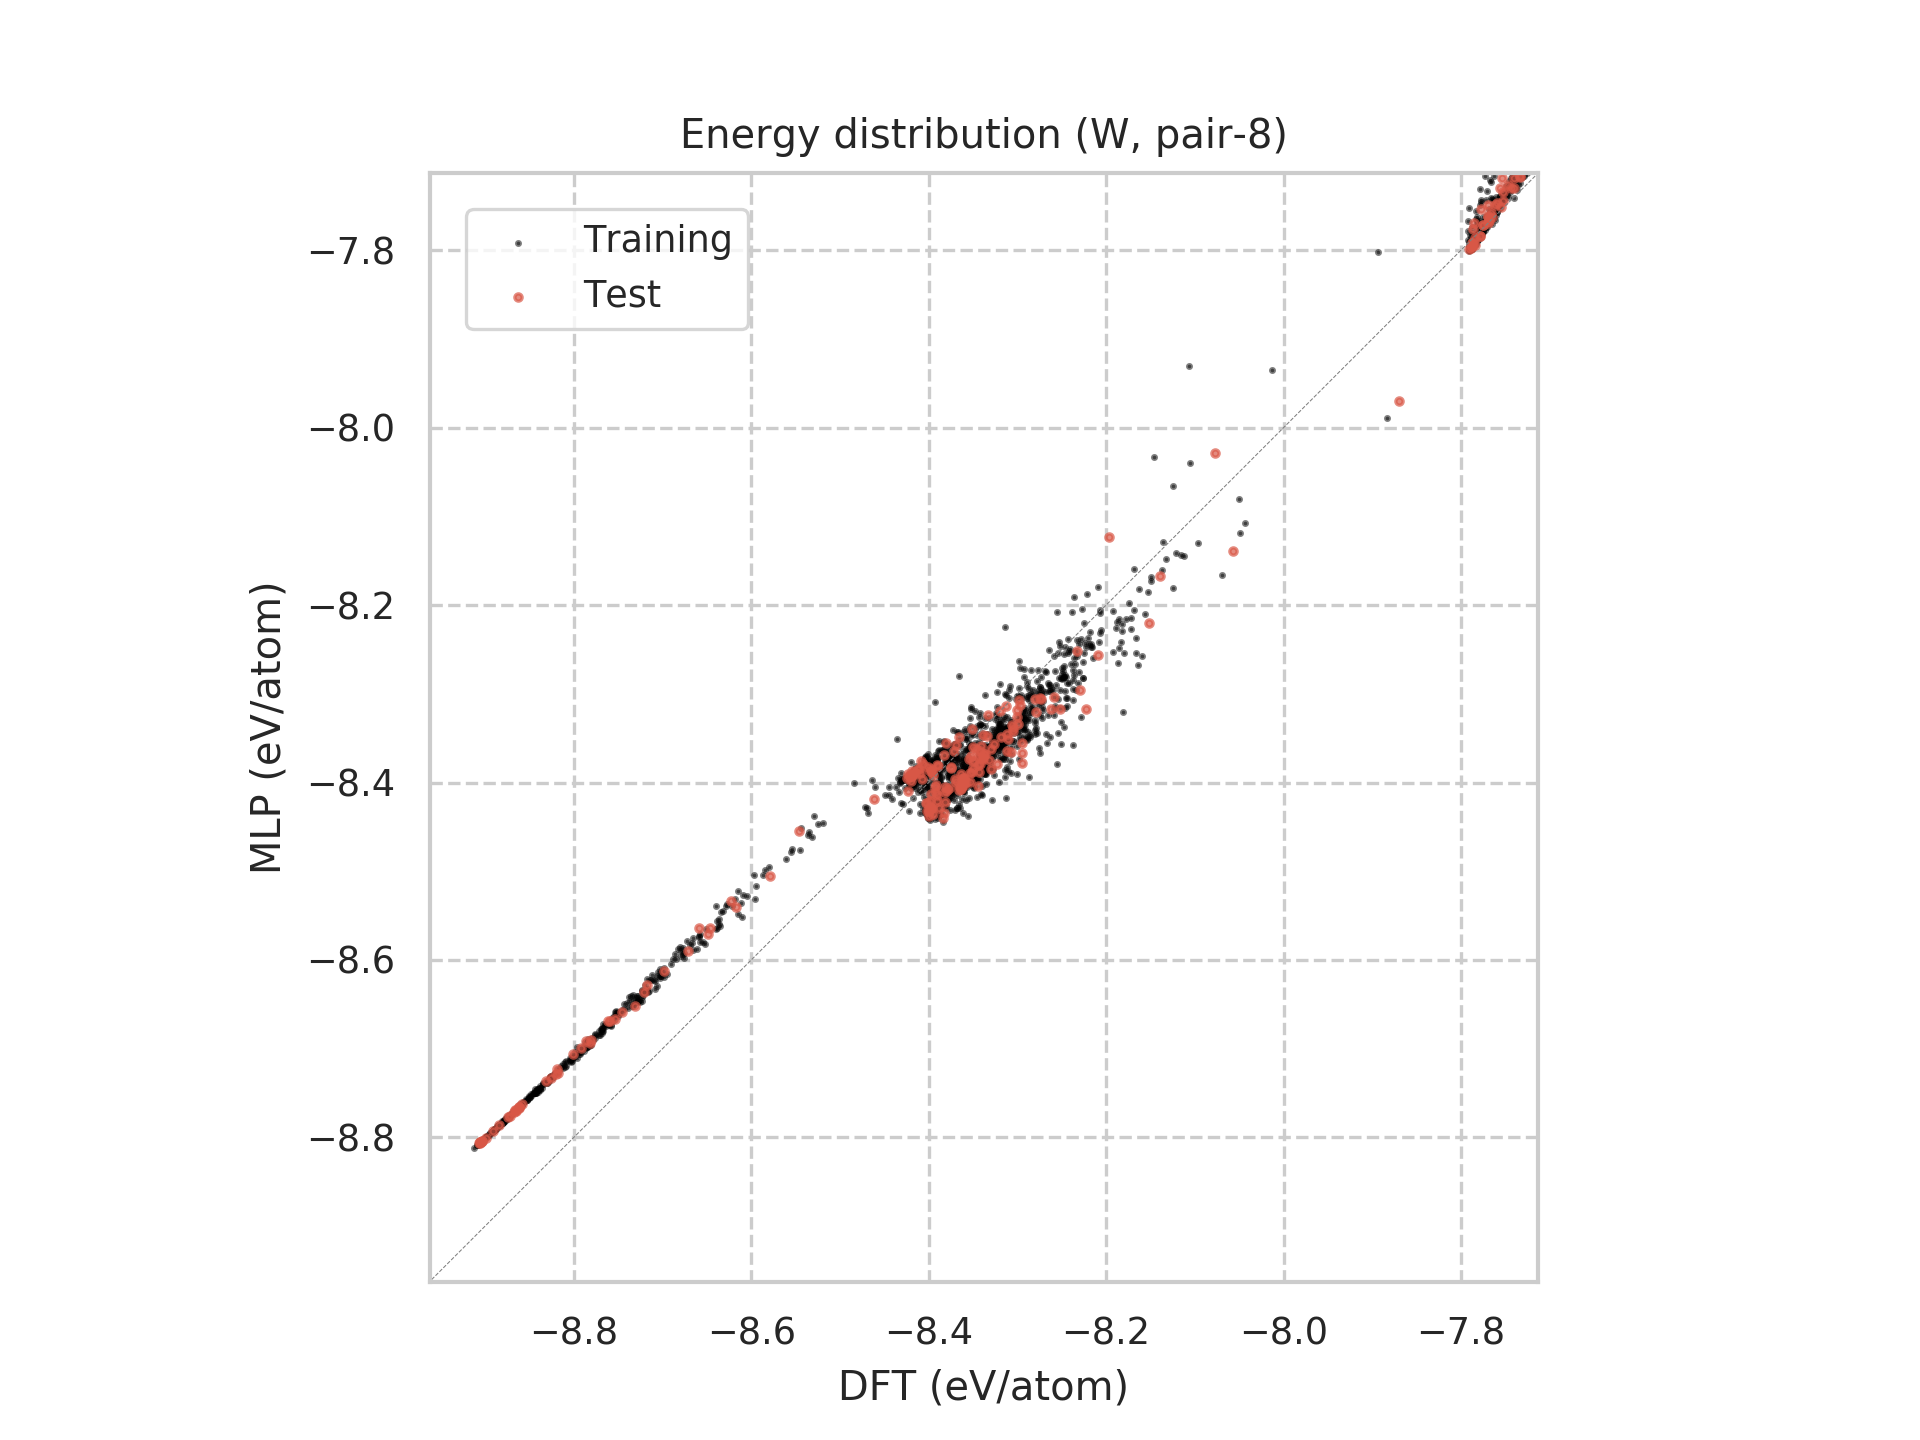 Energy distribution (W, pair-8)
Training
Test
−7.8
−8.0
−8.2
−8.4
−8.6
−8.8
MLP (eV/atom)
−8.8 −8.6 −8.4 −8.2 −8.0 −7.8
DFT (eV/atom)